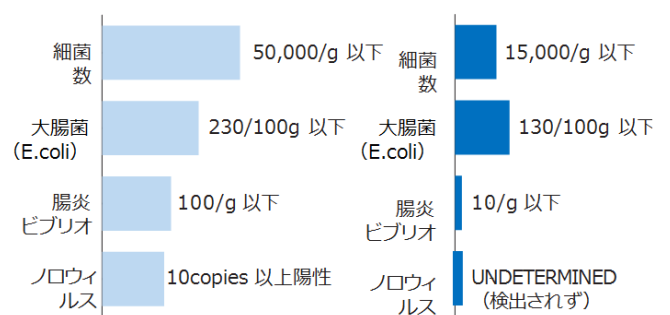 細菌
数
50,000/g 以下
大腸菌
（E.coli）
230/100g 以下
腸炎
ビブリオ
100/g 以下
ノロウィ
ルス
10copies 以上陽性
細菌
数
15,000/g 以下
大腸菌
（E.coli）
130/100g 以下
腸炎
ビブリオ
10/g 以下
ノロウィ
ルス
UNDETERMINED
（検出されず）